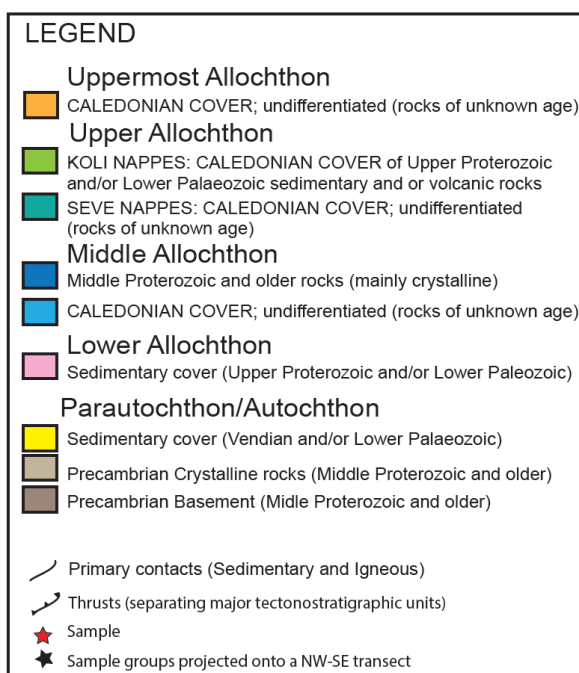 LEGEND
Uppermost Allochthon
CALEDONIAN COVER; undifferentiated (rocks of unknown age)
Upper Allochthon
KOLI NAPPES: CALEDONIAN COVER of Upper Proterozoic
and/or Lower Palaeozoic sedimentary and or volcanic rocks
SEVE NAPPES: CALEDONIAN COVER; undifferentiated
(rocks of unknown age)
Middle Allochthon
Middle Proterozoic and older rocks (mainly crystalline)
CALEDONIAN COVER; undifferentiated (rocks of unknown age)
Lower Allochthon
Sedimentary cover (Upper Proterozoic and/or Lower Paleozoic)
Parautochthon/Autochthon
Sedimentary cover (Vendian and/or Lower Palaeozoic)
Precambrian Crystalline rocks (Middle Proterozoic and older)
Precambrian Basement (Midle Proterozoic and older)
Primary contacts (Sedimentary and Igneous)
Thrusts (separating major tectonostratigraphic units)
Sample
Sample groups projected onto a NW-SE transect